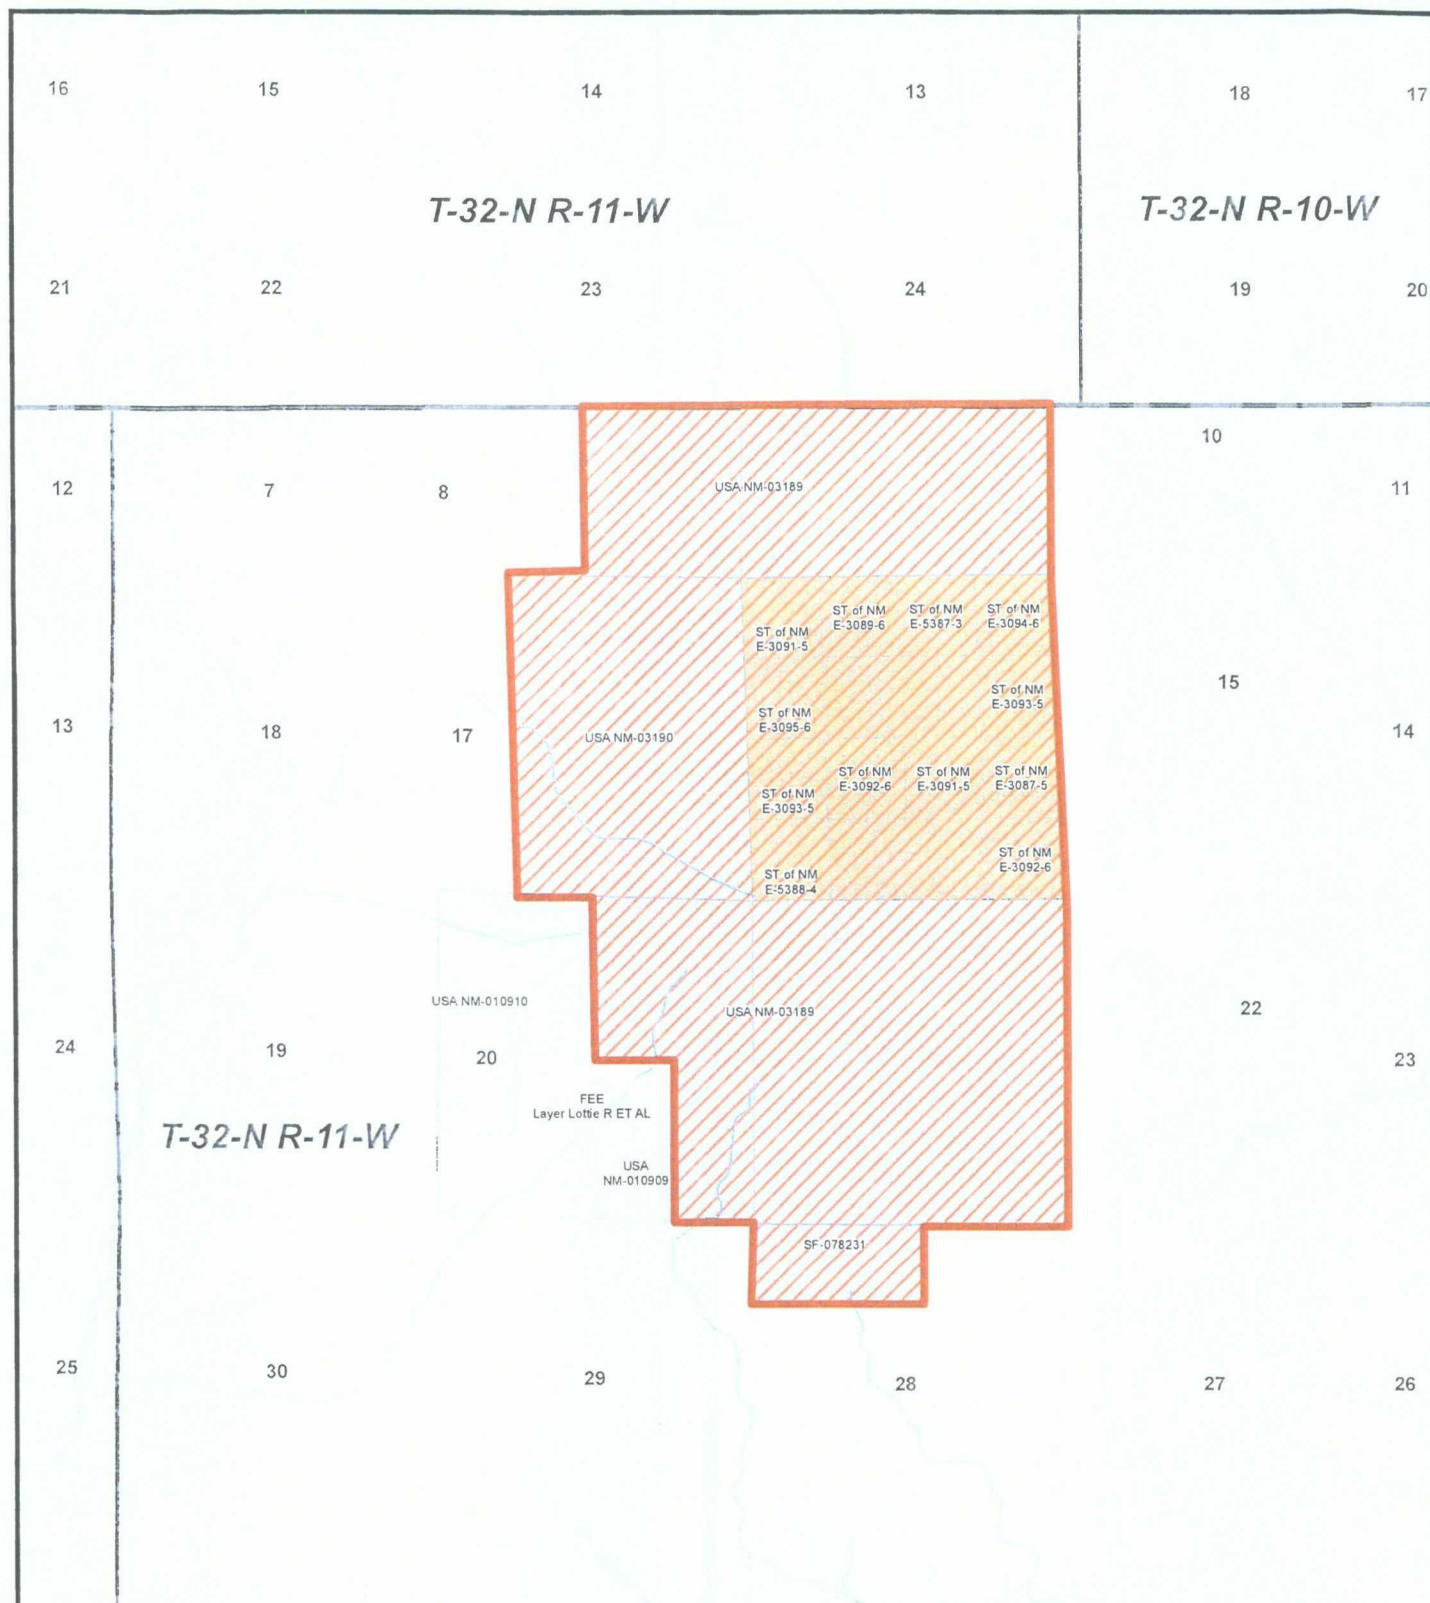 16 15 14 13 18 17
T-32-N R-11-W T-32-N R-10-W
21 22 23 24 19 20
10
12 7 8 USA NM-03189 11
ST of NM ST of NM ST of NM
E-3089-6 E-5387-3 E-3094-6
ST of NM
E-3091-5
15
ST of NM
E-3093-5
ST of NM
E-3095-6
13 18 17 USA NM-03190 14
ST of NM ST of NM ST of NM
E-3092-6 E-3091-5 E-3087-5
ST of NM
E-3093-5
ST of NM
E-3092-6
ST of NM
E-5388-4
USA NM-010910 USA NM-03189 22
24 19 20 23
FEE
Layer Lottie R ET AL
T-32-N R-11-W
USA
NM-010909
SF-078231
25 30 29 28 27 26